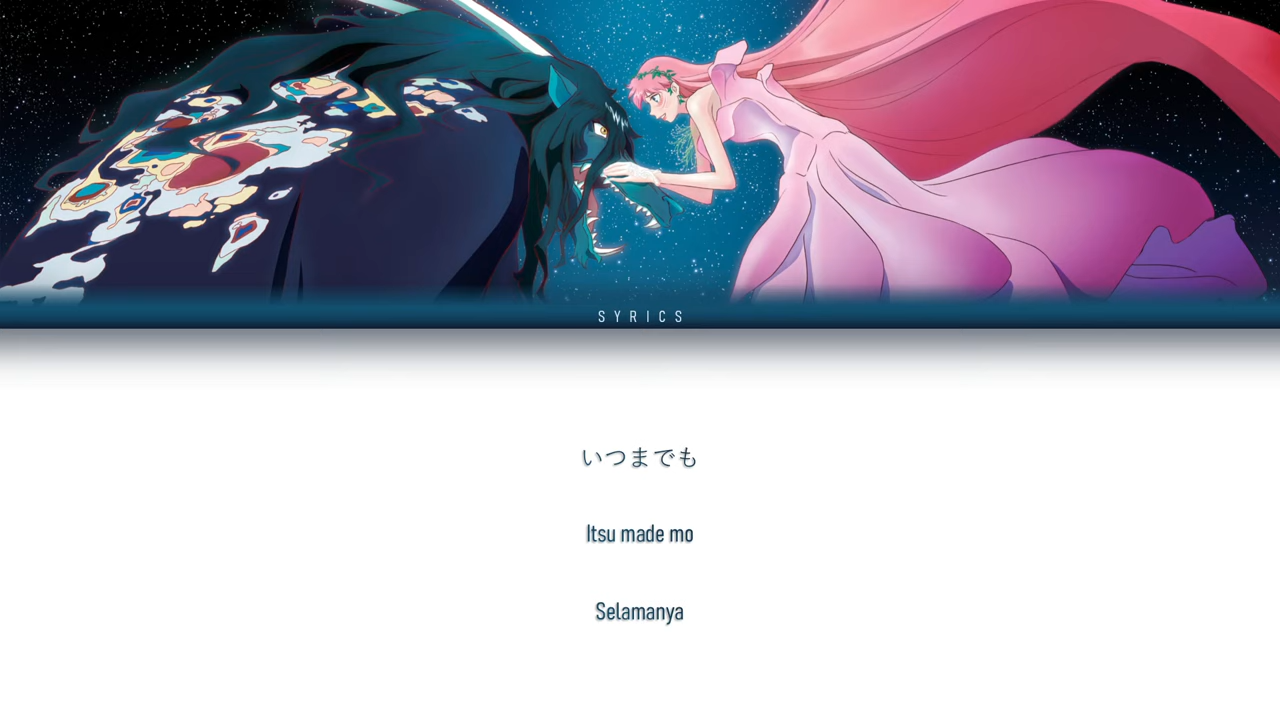 SYRICS
いつまでも
Itsu made mo
Selamanya